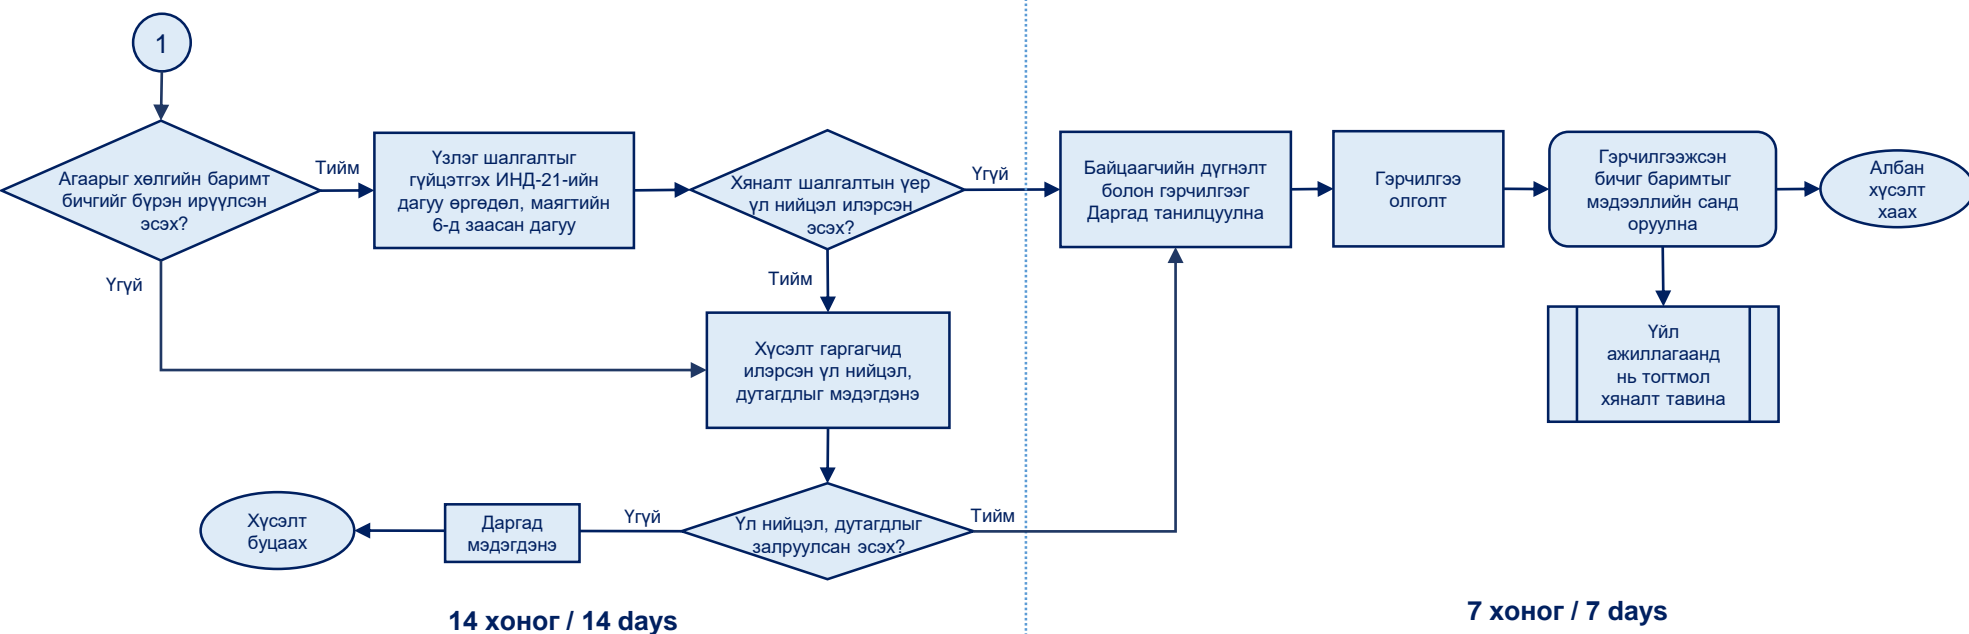 1
Агаарыг хөлгийн баримт
бичгийг бүрэн ирүүлсэн
эсэх?
Тийм
Үгүй
Үзлэг шалгалтыг
гүйцэтгэх ИНД-21-ийн
дагуу өргөдөл, маягтийн
6-д заасан дагуу
Хяналт шалгалтын үер
үл нийцэл илэрсэн
эсэх?
Үгүй
Тийм
Байцаагчийн дүгнэлт
болон гэрчилгээг
Даргад танилцуулна
Гэрчилгээ
олголт
Гэрчилгээжсэн
бичиг баримтыг
мэдээллийн санд
оруулна
Албан
хүсэлт
хаах
Үйл
ажиллагаанд
нь тогтмол
хяналт тавина
Хүсэлт гаргагчид
илэрсэн үл нийцэл,
дутагдлыг мэдэгдэнэ
Үл нийцэл, дутагдлыг
залруулсан эсэх?
Үгүй
Тийм
Даргад
мэдэгдэнэ
Хүсэлт
буцаах
14 хоног / 14 days
7 хоног / 7 days